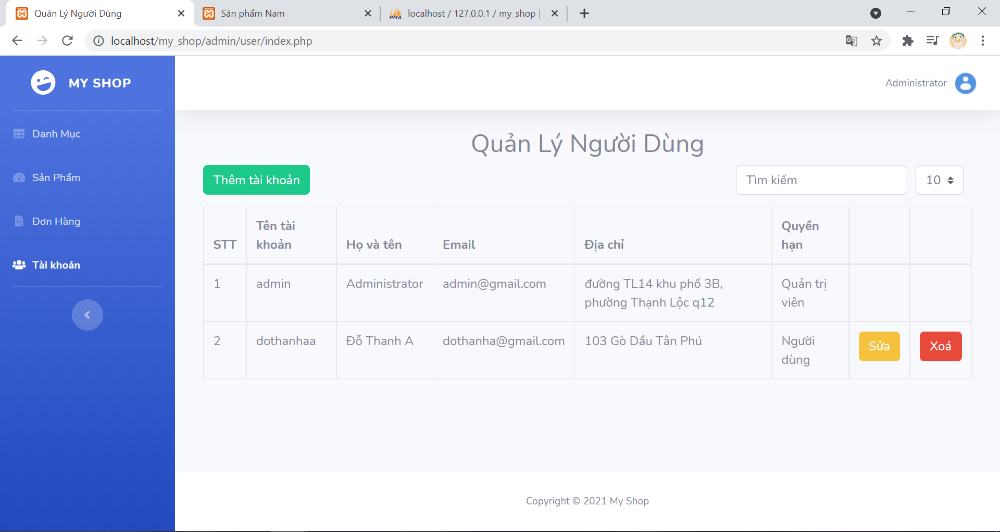 Quản Lý Người Dùng
Sản phẩm Nam
PMA
localhost / 127.0.0.1 / my_shop |
localhost/my_shop/admin/user/index.php
MY SHOP
Administrator
Danh Mục
Sản Phẩm
Đơn Hàng
Tài khoản
Quản Lý Người Dùng
Thêm tài khoản
Tìm kiếm
10
STT
Tên tài
khoản
Họ và tên
Email
Địa chỉ
Quyền
hạn
1
admin
Administrator
admin@gmail.com
đường TL14 khu phố 3B,
phường Thạnh Lộc q12
Quản trị
viên
2
dothanhaa
Đỗ Thanh A
dothanha@gmail.com
103 Gò Dầu Tân Phú
Người
dùng
Sửa
Xoá
Copyright © 2021 My Shop